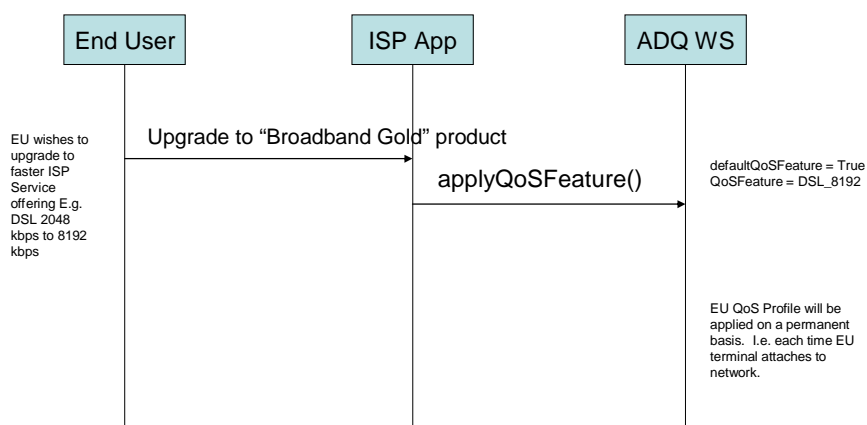 End User
ISP App
ADQ WS
EU wishes to
upgrade to
faster ISP
Service
offering E.g.
DSL 2048
kbps to 8192
kbps
Upgrade to “Broadband Gold” product
applyQoSFeature()
defaultQoSFeature = True
QoSFeature = DSL_8192
EU QoS Profile will be
applied on a permanent
basis. I.e. each time EU
terminal attaches to
network.